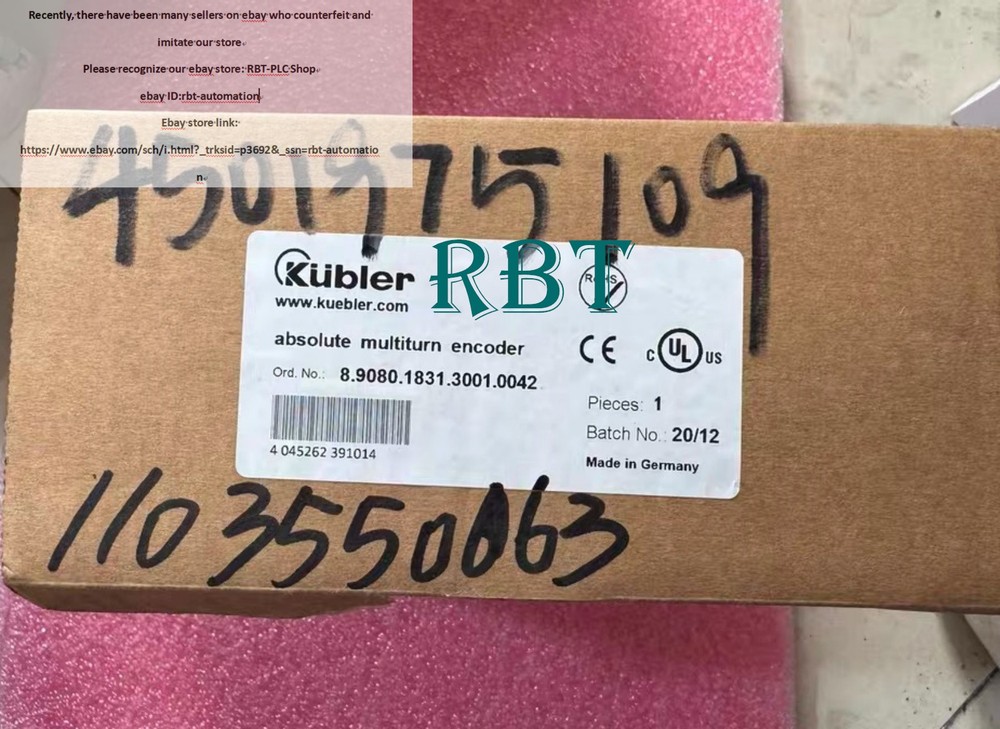 Recently, there have been many sellers on ebay who counterfeit and
imitate our store.
Please recognize our ebay store: RBT-PLC Shop.
ebay ID:rbt-automation
Ebay store link:
https://www.ebay.com/sch/i.html?_trksid=p3692&_ssn=rbt-automatio
n
4501975109
Kübler RBT RoHS
www.kuebler.com
absolute multiturn encoder CE c UL US
Ord. No.: 8.9080.1831.3001.0042
Pieces: 1
Batch No.: 20/12
4 045262 391014
Made in Germany
1103550063